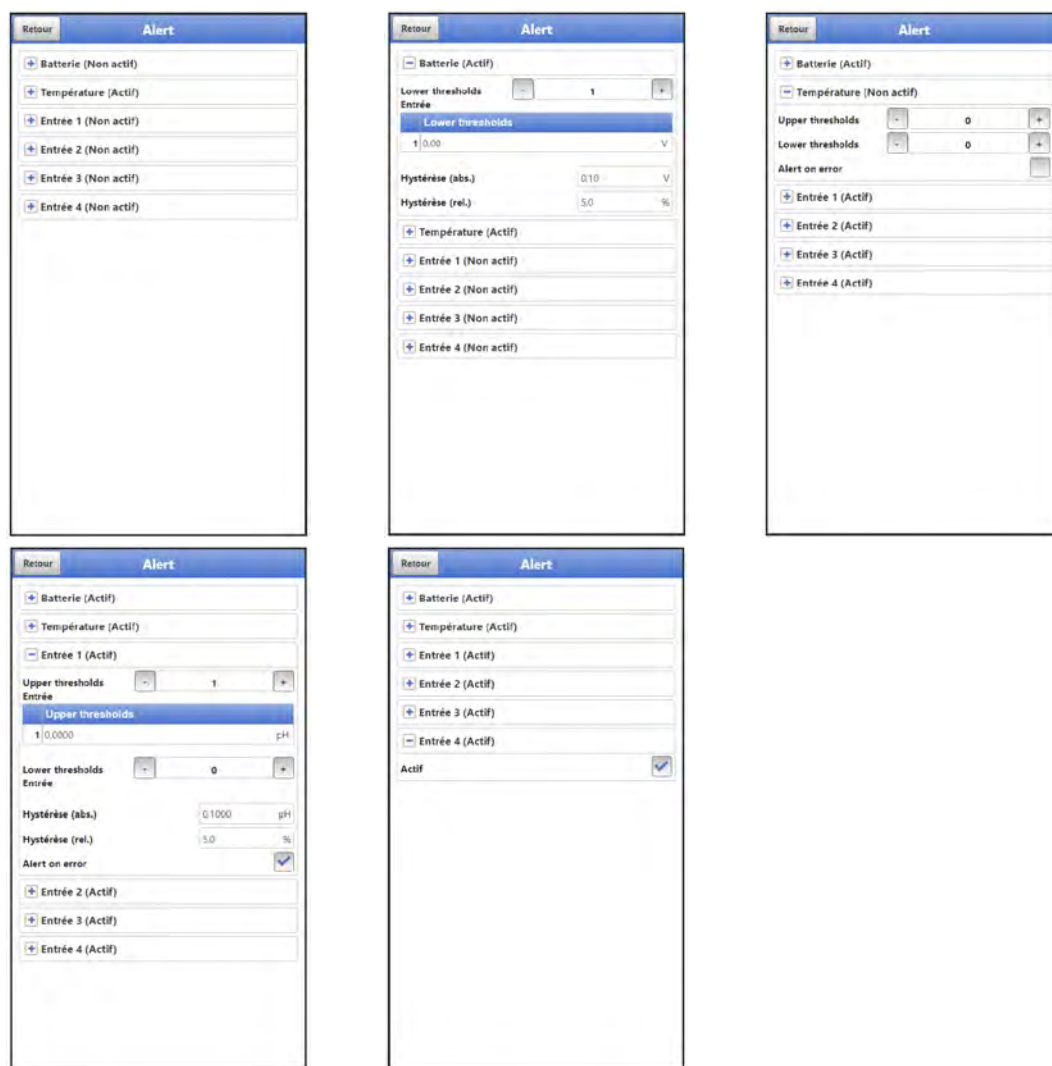 Retour Alert
Batterie (Non actif)
Température (Actif)
Entrée 1 (Non actif)
Entrée 2 (Non actif)
Entrée 3 (Non actif)
Entrée 4 (Non actif)
Retour Alert
Batterie (Actif)
Lower thresholds - 1 +
Entrée
Lower thresholds
1 0,00 V
Hystérèse (abs.) 0,10 V
Hystérèse (rel.) 5,0 %
Température (Actif)
Entrée 1 (Non actif)
Entrée 2 (Non actif)
Entrée 3 (Non actif)
Entrée 4 (Non actif)
Retour Alert
Batterie (Actif)
Température (Non actif)
Upper thresholds - 0 +
Lower thresholds - 0 +
Alert on error
Entrée 1 (Actif)
Entrée 2 (Actif)
Entrée 3 (Actif)
Entrée 4 (Actif)
Retour Alert
Batterie (Actif)
Température (Actif)
Entrée 1 (Actif)
Upper thresholds - 1 +
Entrée
Upper thresholds
1 0,0000 pH
Lower thresholds - 0 +
Entrée
Hystérèse (abs.) 0,1000 pH
Hystérèse (rel.) 5,0 %
Alert on error
Entrée 2 (Actif)
Entrée 3 (Actif)
Entrée 4 (Actif)
Retour Alert
Batterie (Actif)
Température (Actif)
Entrée 1 (Actif)
Entrée 2 (Actif)
Entrée 3 (Actif)
Entrée 4 (Actif)
Actif